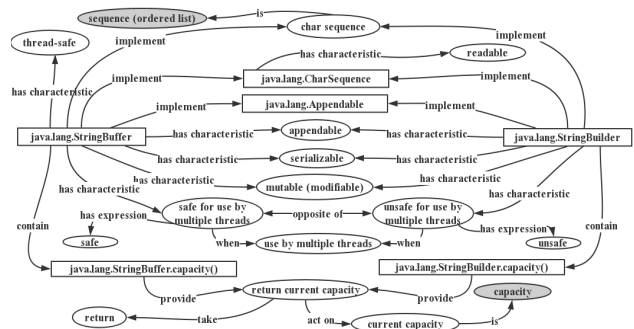 sequence (ordered list)
is
char sequence
thread-safe
implement
implement
has characteristic
readable
has characteristic
implement
java.lang.CharSequence
implement
implement
java.lang.Appendable
implement
java.lang.StringBuffer
has characteristic
appendable
has characteristic
java.lang.StringBuilder
has characteristic
serializable
has characteristic
has characteristic
mutable (modifiable)
has characteristic
has characteristic
has characteristic
safe for use by
multiple threads
opposite of
unsafe for use by
multiple threads
has expression
has expression
contain
contain
safe
when
use by multiple threads
when
unsafe
java.lang.StringBuffer.capacity()
java.lang.StringBuilder.capacity()
provide
return current capacity
provide
capacity
return
take
act on
current capacity
is